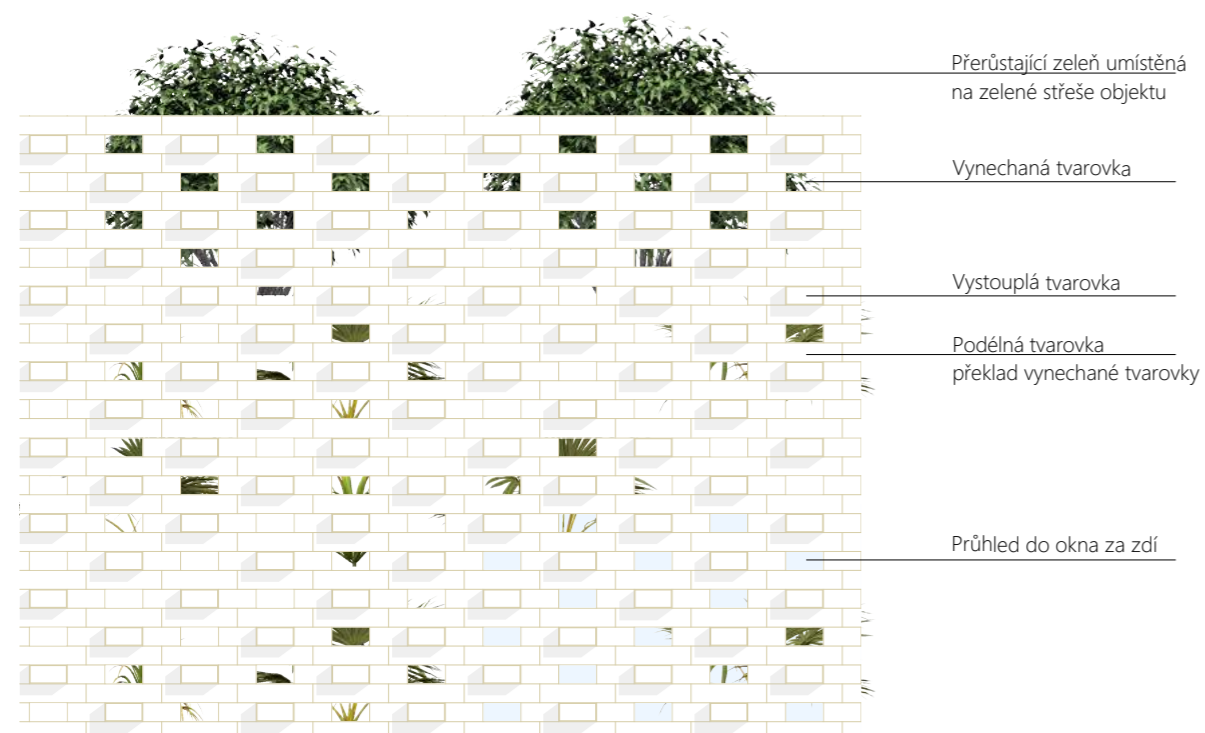 Přerůstající zeleň umístěná
na zelené střeše objektu
Vynechaná tvarovka
Vystouplá tvarovka
Podélná tvarovka
překlad vynechané tvarovky
Průhled do okna za zdí